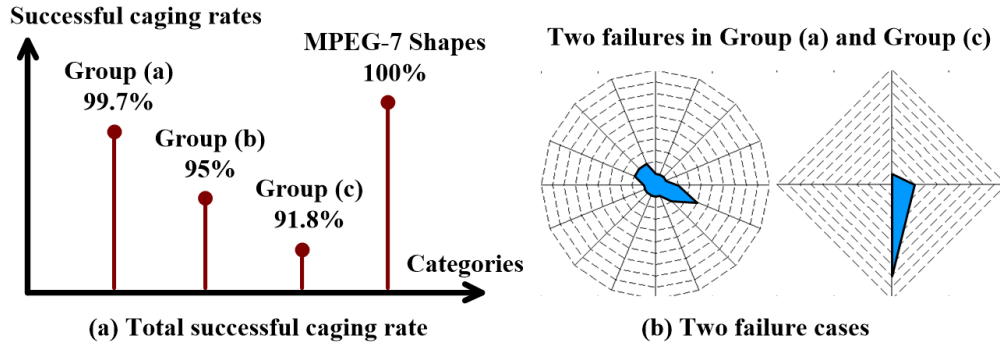 Successful caging rates
MPEG-7 Shapes
100%
Group (a)
99.7%
Group (b)
95%
Group (c)
91.8%
Categories
(a) Total successful caging rate
Two failures in Group (a) and Group (c)
(b) Two failure cases